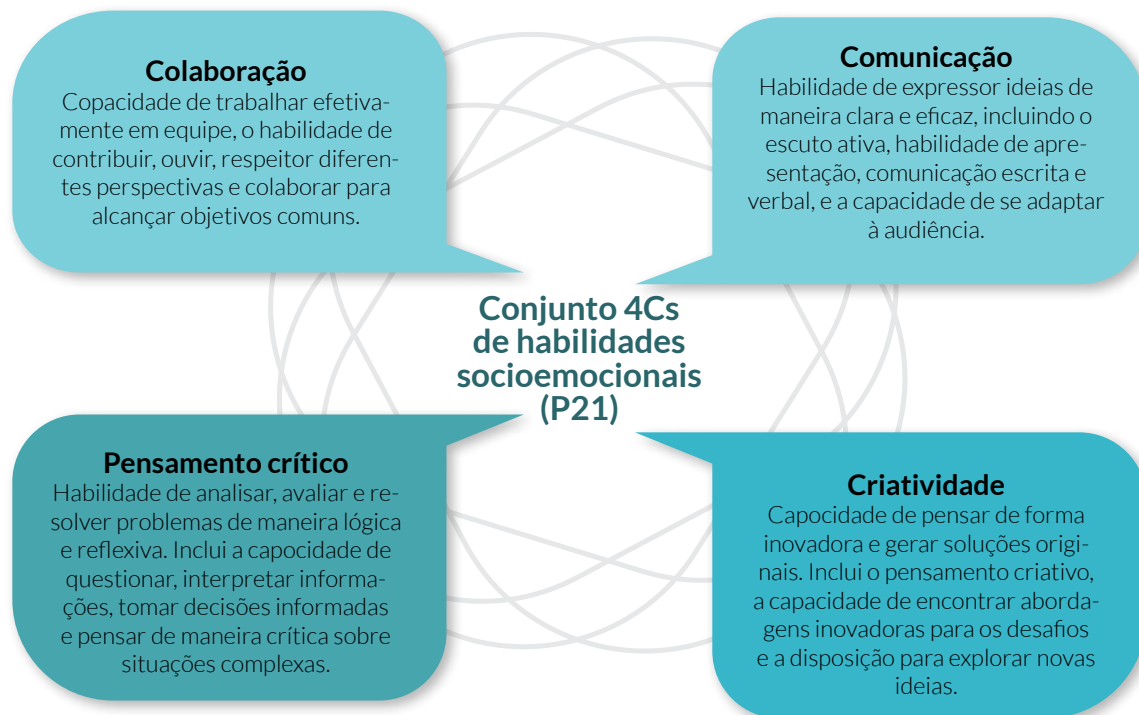 Colaboração
Copacidade de trabalhar efetiva-
mente em equipe, o habilidade de
contribuir, ouvir, respeitor diferen-
tes perspectivas e colaborar para
alcançar objetivos comuns.
Comunicação
Habilidade de expressor ideias de
maneira clara e eficaz, incluindo o
escuto ativa, habilidade de apre-
sentação, comunicação escrita e
verbal, e a capacidade de se adaptar
à audiência.
Conjunto 4Cs
de habilidades
socioemocionais
(P21)
Pensamento crítico
Habilidade de analisar, avaliar e re-
solver problemas de maneira lógica
e reflexiva. Inclui a capocidade de
questionar, interpretar informa-
ções, tomar decisões informadas
e pensar de maneira crítica sobre
situações complexas.
Criatividade
Capocidade de pensar de forma
inovadora e gerar soluções origi-
nais. Inclui o pensamento criativo,
a capacidade de encontrar aborda-
gens inovadoras para os desafios
e a disposição para explorar novas
ideias.